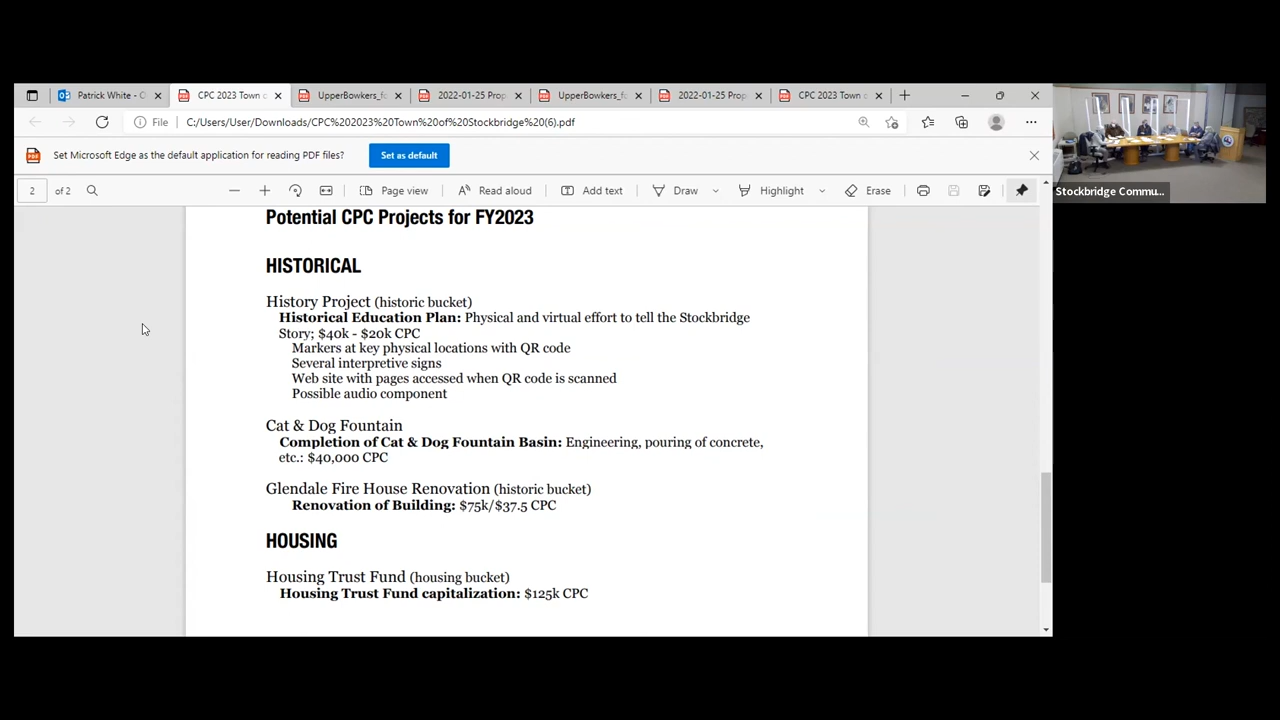 Patrick White - O
CPC 2023 Town o
UpperBowkers_fo
2022-01-25 Prop
UpperBowkers_fo
2022-01-25 Prop
CPC 2023 Town o
File
C:/Users/User/Downloads/CPC%202023%20Town%20of%20Stockbridge%20(6).pdf
Set Microsoft Edge as the default application for reading PDF files?
Set as default
2 of 2
Page view
Read aloud
Add text
Draw
Highlight
Erase
Stockbridge Commu...
Potential CPC Projects for FY2023
HISTORICAL
History Project (historic bucket)
Historical Education Plan: Physical and virtual effort to tell the Stockbridge
Story; $40k - $20k CPC
Markers at key physical locations with QR code
Several interpretive signs
Web site with pages accessed when QR code is scanned
Possible audio component
Cat & Dog Fountain
Completion of Cat & Dog Fountain Basin: Engineering, pouring of concrete,
etc.: $40,000 CPC
Glendale Fire House Renovation (historic bucket)
Renovation of Building: $75k/$37.5 CPC
HOUSING
Housing Trust Fund (housing bucket)
Housing Trust Fund capitalization: $125k CPC